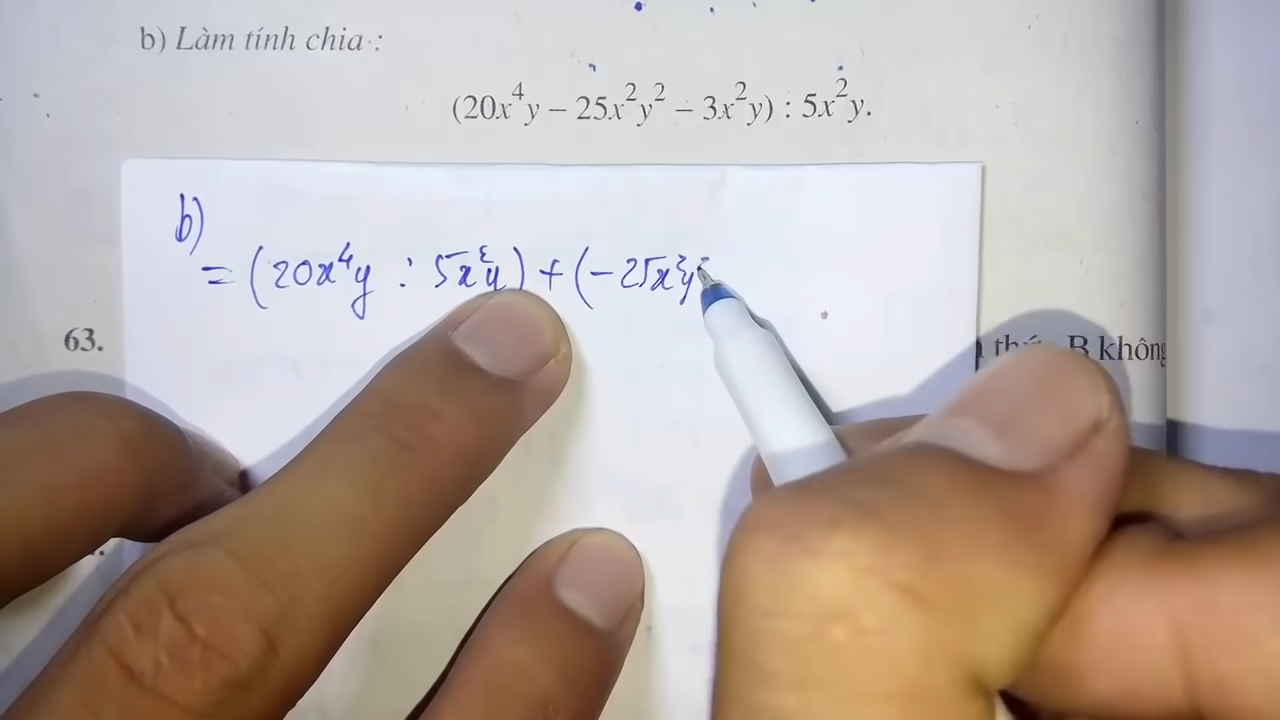 b) Làm tính chia :
(20x⁴y – 25x²y² – 3x²y) : 5x²y.
b)
= (20x⁴y : 5x²y) + (-25x²y²
63.
B không